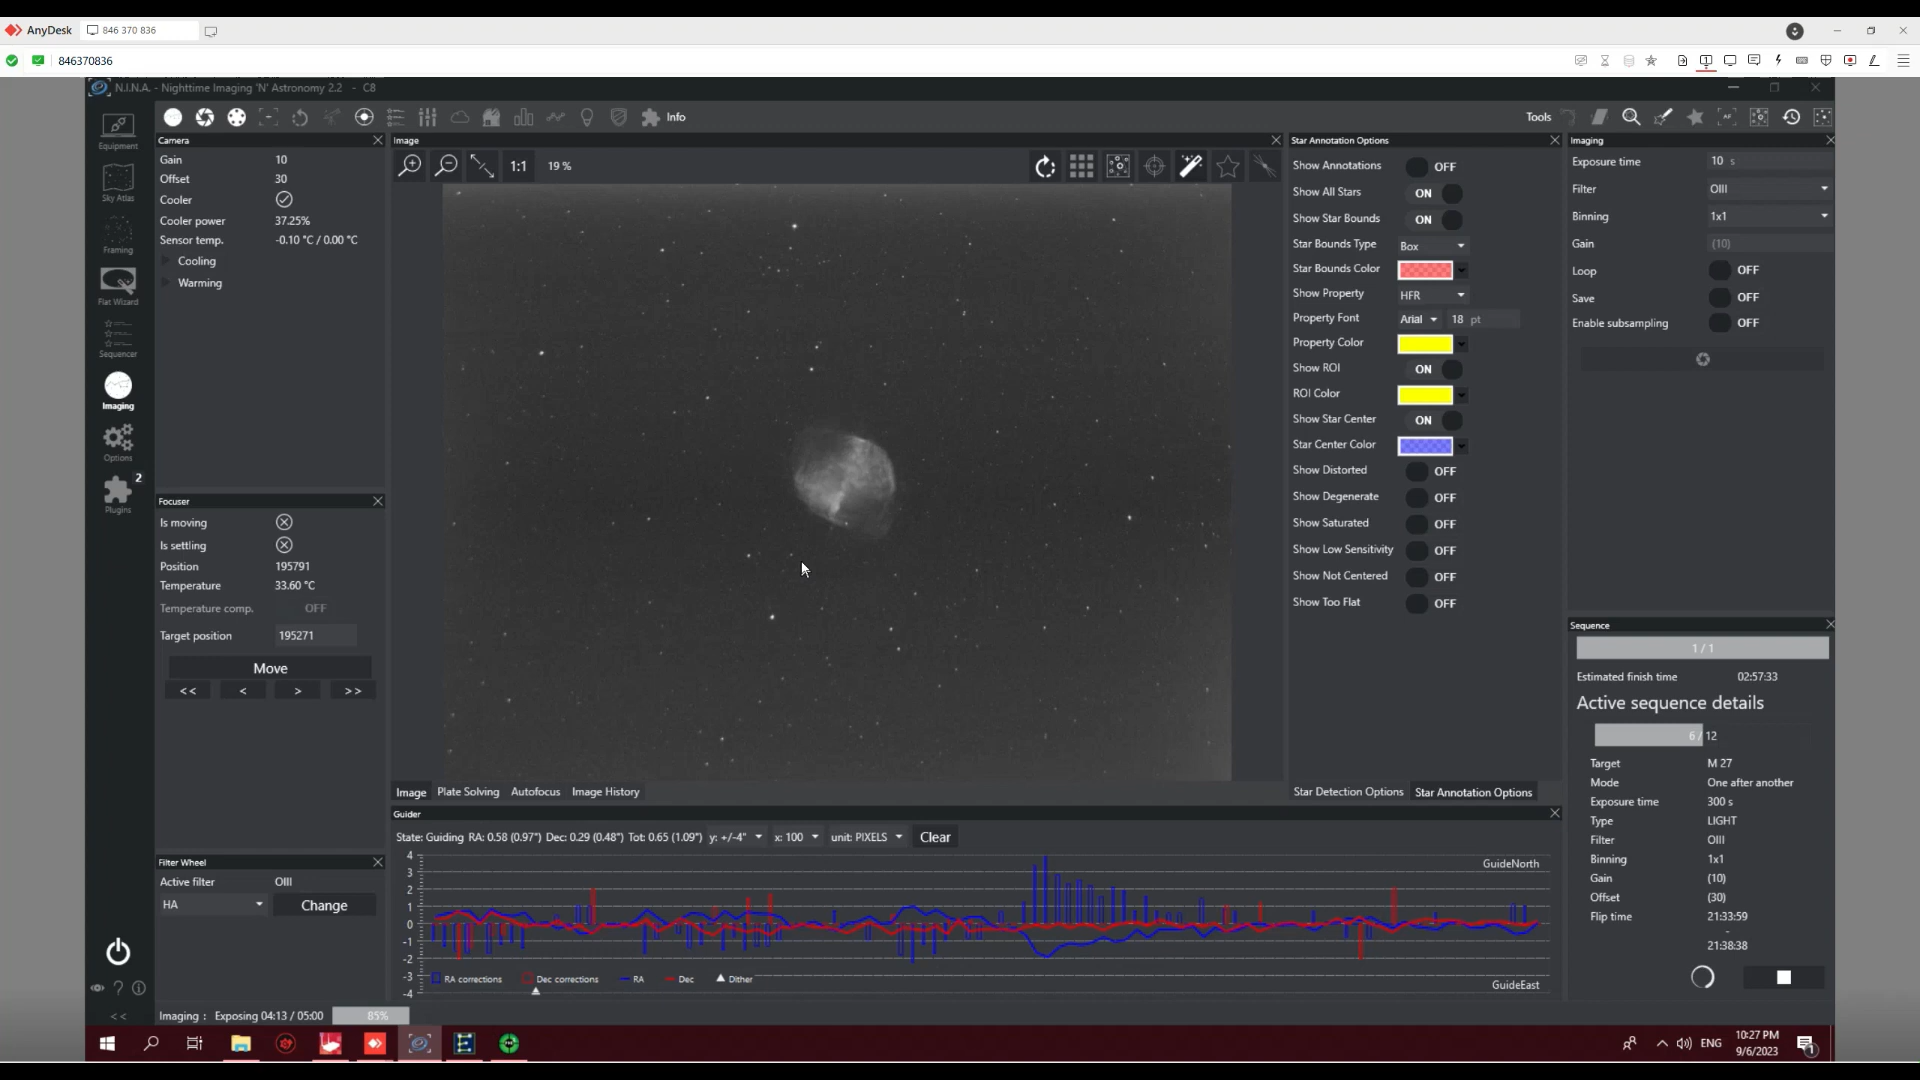 AnyDesk 846 370 836
846370836
N.I.N.A. - Nighttime Imaging 'N' Astronomy 2.2 - C8
Info
Tools
Equipment
Sky Atlas
Framing
Flat Wizard
Sequencer
Imaging
Options
2
Plugins
Camera
Gain 10
Offset 30
Cooler
Cooler power 37.25%
Sensor temp. -0.10 °C / 0.00 °C
Cooling
Warming
Focuser
Is moving
Is settling
Position 195791
Temperature 33.60 °C
Temperature comp. OFF
Target position 195271
Move
<< < > >>
Filter Wheel
Active filter OIII
HA Change
Image
1:1 19 %
Image Plate Solving Autofocus Image History
Star Annotation Options
Show Annotations OFF
Show All Stars ON
Show Star Bounds ON
Star Bounds Type Box
Star Bounds Color
Show Property HFR
Property Font Arial 18 pt
Property Color
Show ROI ON
ROI Color
Show Star Center ON
Star Center Color
Show Distorted OFF
Show Degenerate OFF
Show Saturated OFF
Show Low Sensitivity OFF
Show Not Centered OFF
Show Too Flat OFF
Star Detection Options Star Annotation Options
Imaging
Exposure time 10 s
Filter OIII
Binning 1x1
Gain (10)
Loop OFF
Save OFF
Enable subsampling OFF
Sequence
1 / 1
Estimated finish time 02:57:33
Active sequence details
6 / 12
Target M 27
Mode One after another
Exposure time 300 s
Type LIGHT
Filter OIII
Binning 1x1
Gain (10)
Offset (30)
Flip time 21:33:59
-
21:38:38
Guider
State: Guiding RA: 0.58 (0.97") Dec: 0.29 (0.48") Tot: 0.65 (1.09") y: +/-4" x: 100 unit: PIXELS Clear
4
3
2
1
0
-1
-2
-3
-4
GuideNorth
GuideEast
RA corrections Dec corrections RA Dec Dither
<<
Imaging : Exposing 04:13 / 05:00 85%
ENG
10:27 PM
9/6/2023
1